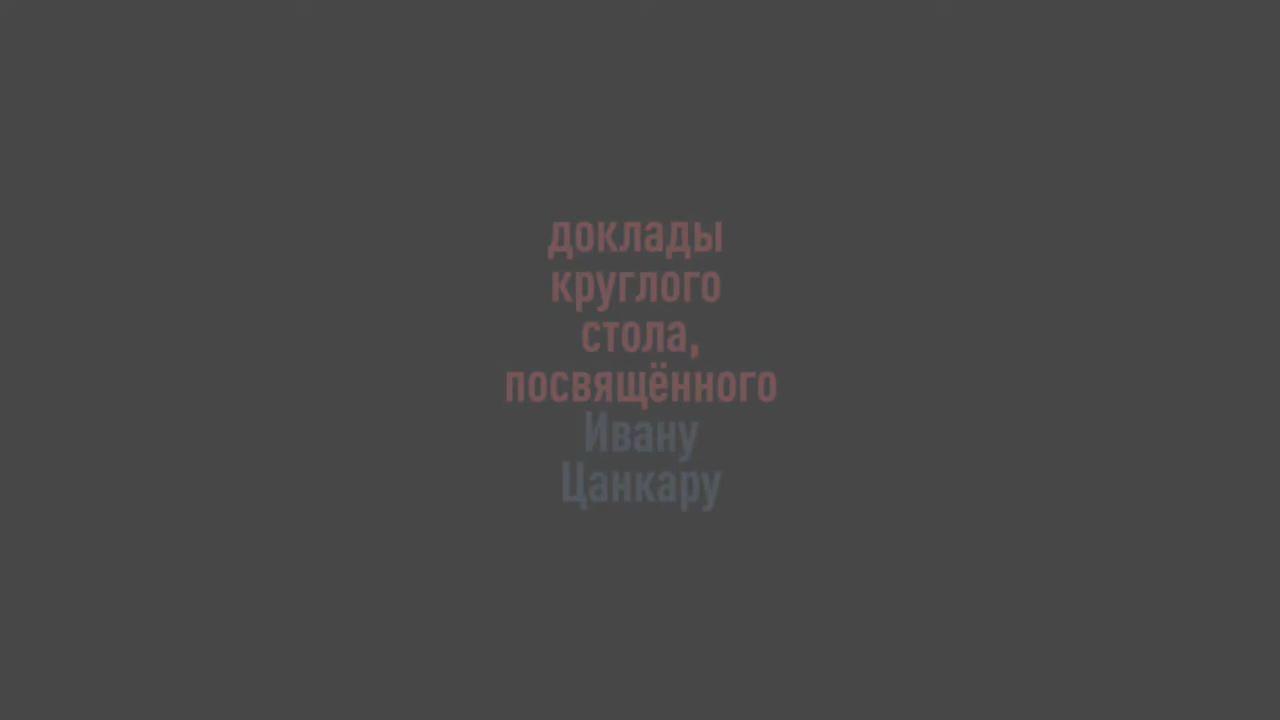 доклады
круглого
стола,
посвящённого
Ивану
Цанкару